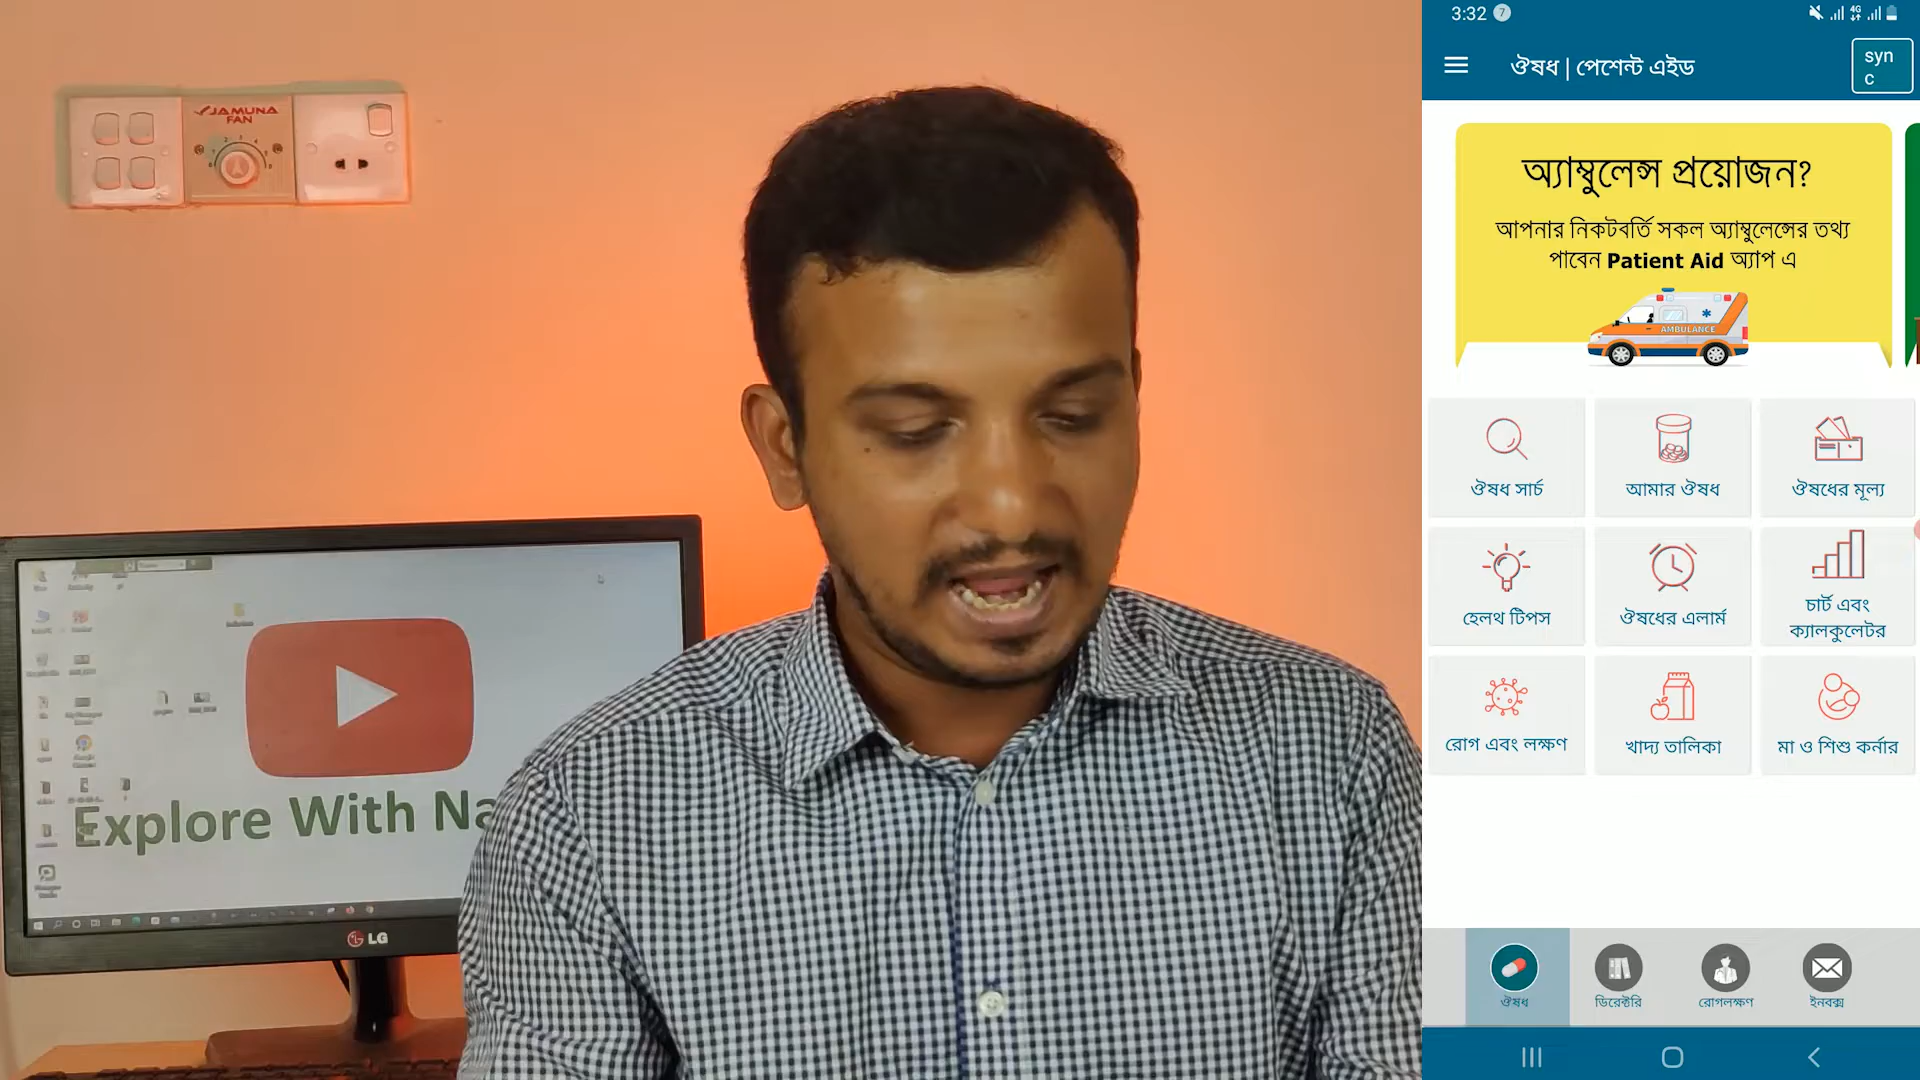 JAMUNA
FAN
Explore With Na
LG
3:32 7
4G
ঔষধ | পেশেন্ট এইড
syn
c
অ্যাম্বুলেন্স প্রয়োজন?
আপনার নিকটবর্তি সকল অ্যাম্বুলেন্সের তথ্য
পাবেন Patient Aid অ্যাপ এ
AMBULANCE
ঔষধ সার্চ
আমার ঔষধ
ঔষধের মূল্য
হেলথ টিপস
ঔষধের এলার্ম
চার্ট এবং
ক্যালকুলেটর
রোগ এবং লক্ষণ
খাদ্য তালিকা
মা ও শিশু কর্নার
ঔষধ
ডিরেক্টরি
রোগলক্ষণ
ইনবক্স